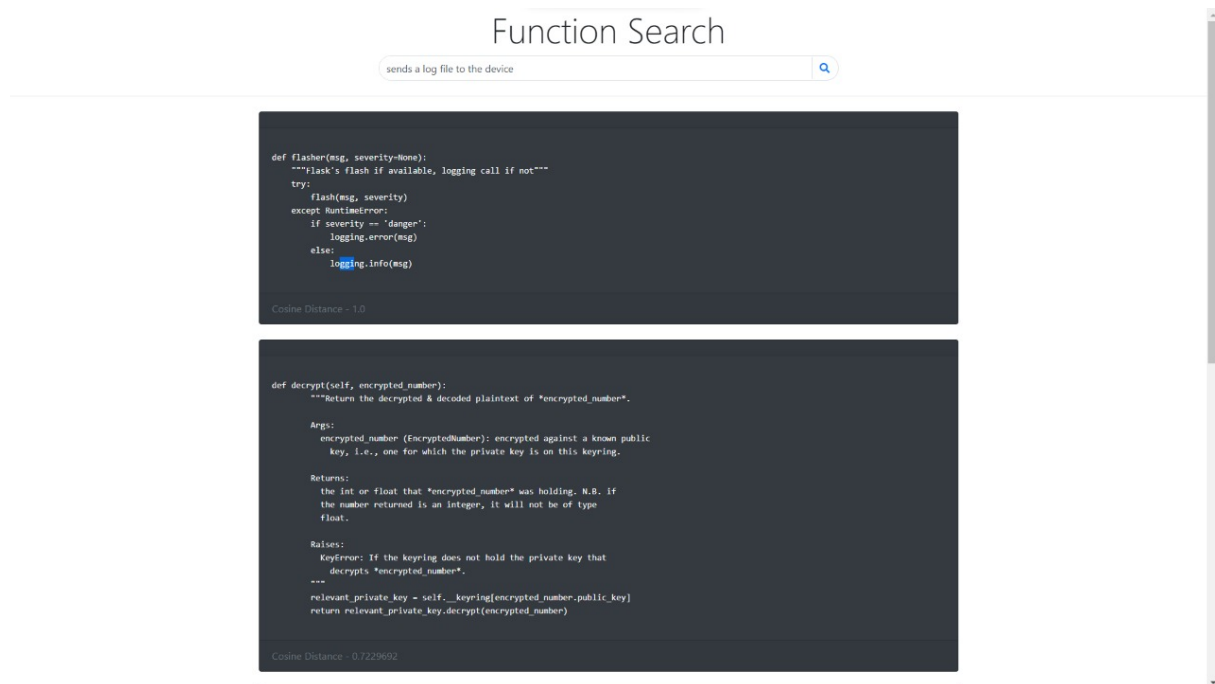 Function Search
sends a log file to the device
def flasher(msg, severity=None):
"""Flask's flash if available, logging call if not"""
try:
flash(msg, severity)
except RuntimeError:
if severity == 'danger':
logging.error(msg)
else:
logging.info(msg)
Cosine Distance - 1.0
def decrypt(self, encrypted_number):
"""Return the decrypted & decoded plaintext of *encrypted_number*.
Args:
encrypted_number (EncryptedNumber): encrypted against a known public
key, i.e., one for which the private key is on this keyring.
Returns:
the int or float that *encrypted_number* was holding. N.B. if
the number returned is an integer, it will not be of type
float.
Raises:
KeyError: If the keyring does not hold the private key that
decrypts *encrypted_number*.
"""
relevant_private_key = self.__keyring[encrypted_number.public_key]
return relevant_private_key.decrypt(encrypted_number)
Cosine Distance - 0.7229692